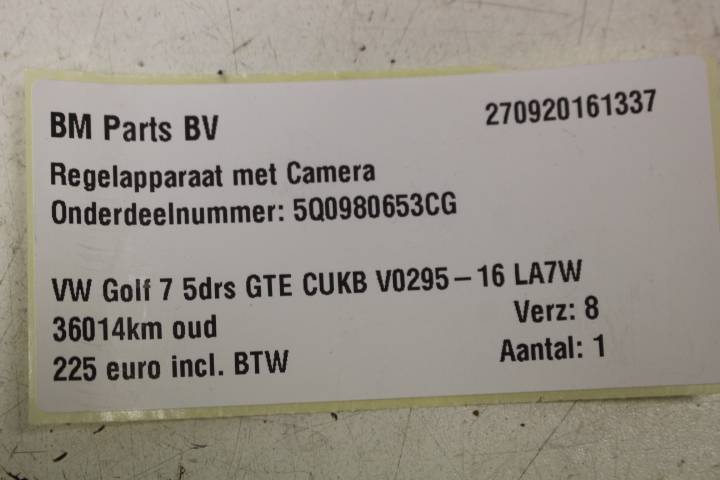 BM Parts BV
270920161337
Regelapparaat met Camera
Onderdeelnummer: 5Q0980653CG
VW Golf 7 5drs GTE CUKB V0295-16 LA7W
36014km oud
Verz: 8
225 euro incl. BTW
Aantal: 1